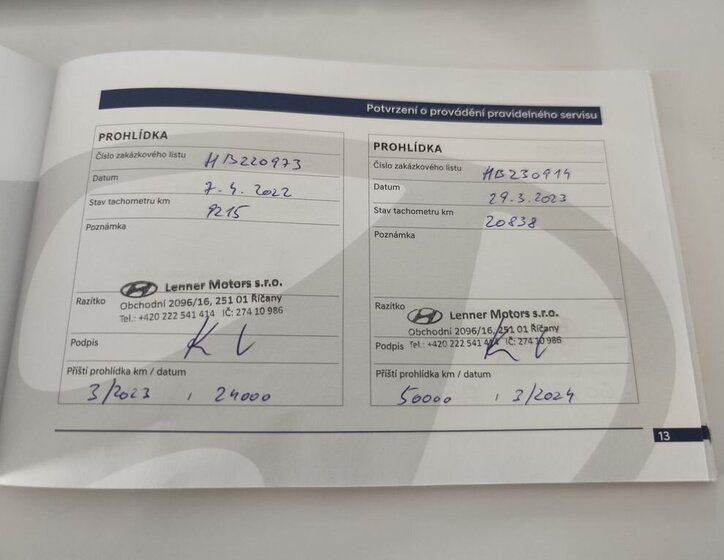 Potvrzení o provádění pravidelného servisu
PROHLÍDKA
Číslo zakázkového listu HB220973
Datum 7.4.2022
Stav tachometru km 9215
Poznámka
Razítko
Lenner Motors s.r.o.
Obchodní 2096/16, 251 01 Říčany
Tel.: +420 222 541 414 IČ: 274 10 986
Podpis
Příští prohlídka km / datum
3/2023 / 24000
PROHLÍDKA
Číslo zakázkového listu HB230914
Datum 29.3.2023
Stav tachometru km 20838
Poznámka
Razítko
Lenner Motors s.r.o.
Obchodní 2096/16, 251 01 Říčany
Tel.: +420 222 541 414 IČ: 274 10 986
Podpis
Příští prohlídka km / datum
50000 / 3/2024
13